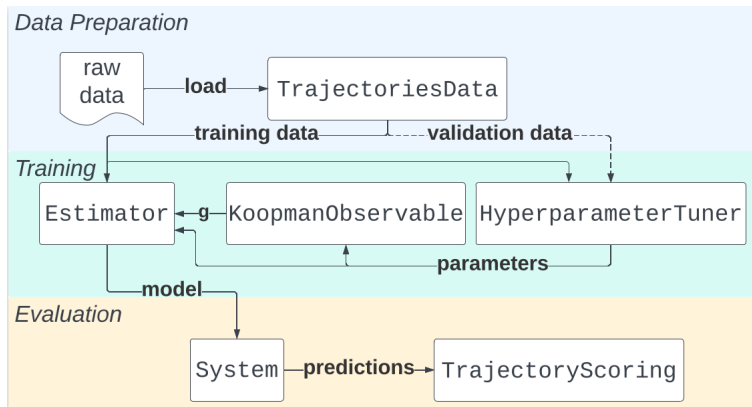 Data Preparation
raw
data
load
TrajectoriesData
training data
validation data
Training
Estimator
g
KoopmanObservable
HyperparameterTuner
parameters
model
Evaluation
System
predictions
TrajectoryScoring